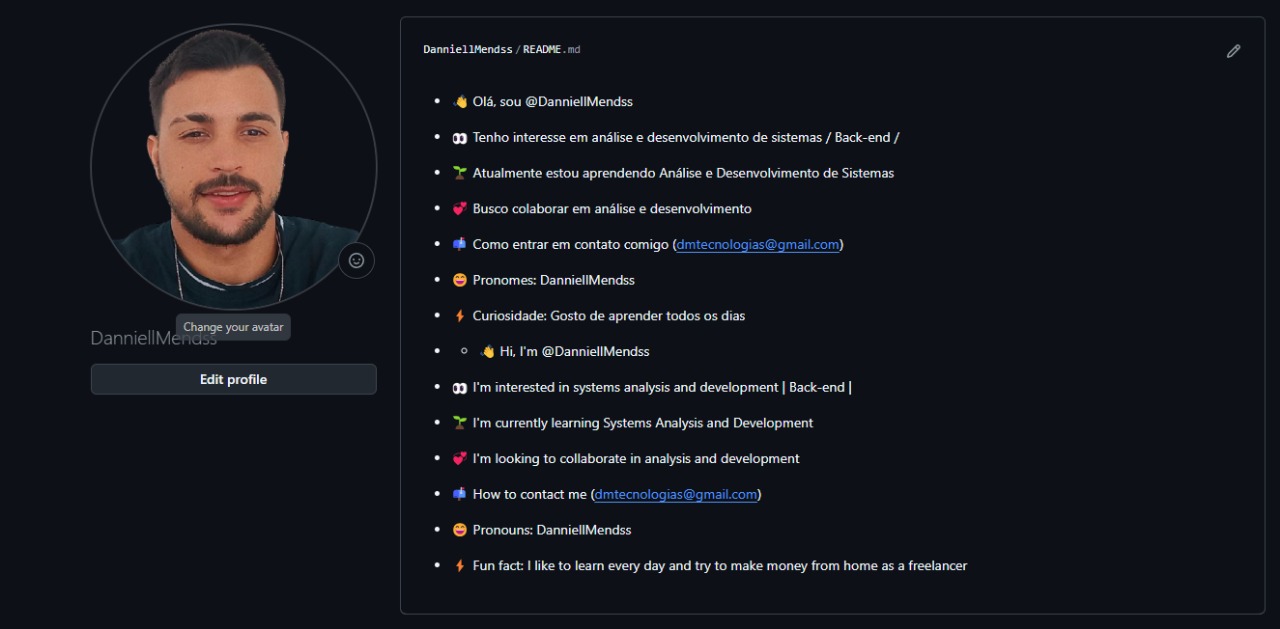 DanniellMendss/README.md
👋 Olá, sou @DanniellMendss
👀 Tenho interesse em análise e desenvolvimento de sistemas / Back-end /
🌱 Atualmente estou aprendendo Análise e Desenvolvimento de Sistemas
💞️ Busco colaborar em análise e desenvolvimento
📫 Como entrar em contato comigo (dmtecnologias@gmail.com)
😄 Pronomes: DanniellMendss
⚡ Curiosidade: Gosto de aprender todos os dias
👋 Hi, I'm @DanniellMendss
👀 I'm interested in systems analysis and development | Back-end |
🌱 I'm currently learning Systems Analysis and Development
💞️ I'm looking to collaborate in analysis and development
📫 How to contact me (dmtecnologias@gmail.com)
😄 Pronouns: DanniellMendss
⚡ Fun fact: I like to learn every day and try to make money from home as a freelancer
Change your avatar
DanniellMendss
Edit profile